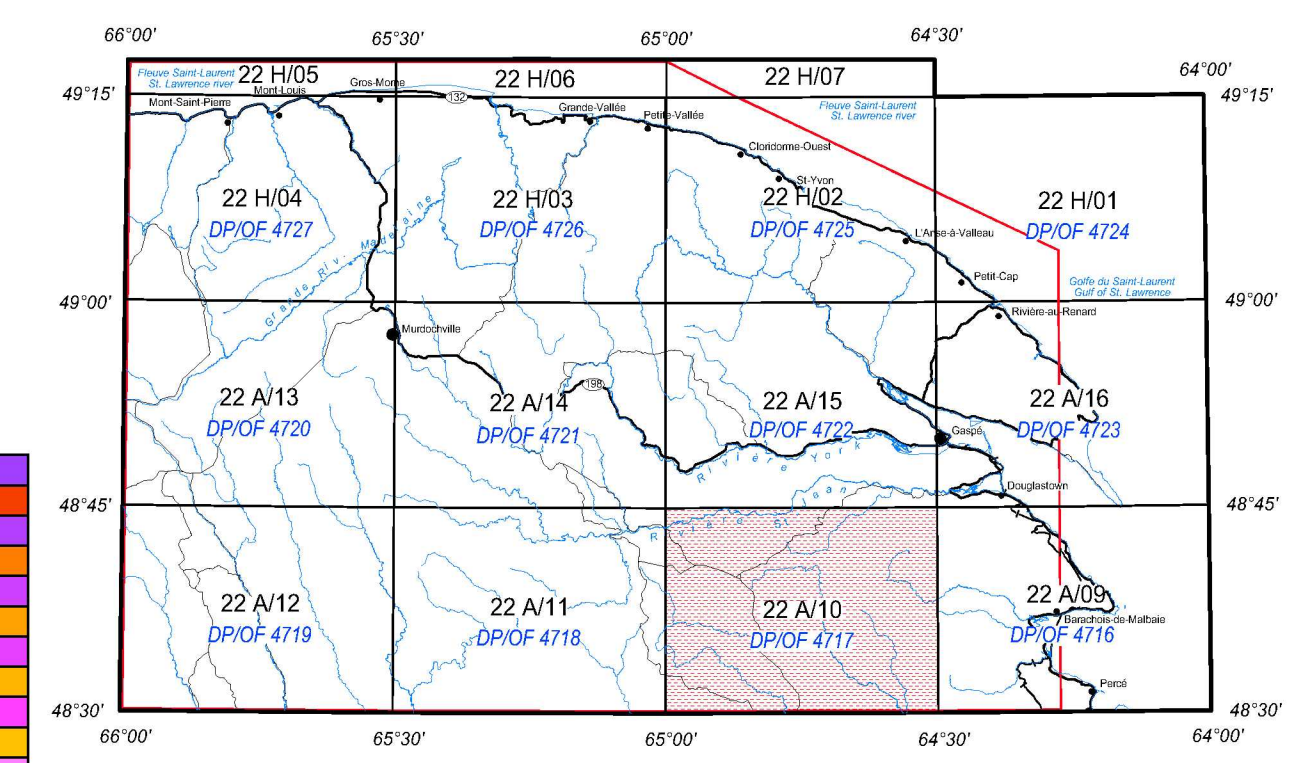 66°00'
65°30'
65°00'
64°30'
64°00'
Fleuve Saint-Laurent
St. Lawrence river
22 H/05
22 H/06
22 H/07
Mont-Louis
Gros-Morne
49°15'
49°15'
Mont-Saint-Pierre
132
Grande-Vallée
Petite-Vallée
Fleuve Saint-Laurent
St. Lawrence river
Cloridorme-Ouest
St-Yvon
22 H/04
DP/OF 4727
22 H/03
DP/OF 4726
22 H/02
DP/OF 4725
22 H/01
DP/OF 4724
L'Anse-à-Valleau
Grande Riv. Madeleine
Petit-Cap
Golfe du Saint-Laurent
Gulf of St. Lawrence
49°00'
49°00'
Rivière-au-Renard
Murdochville
198
22 A/13
DP/OF 4720
22 A/14
DP/OF 4721
22 A/15
DP/OF 4722
22 A/16
DP/OF 4723
Gaspé
Rivière York
Douglastown
48°45'
48°45'
Rivière St Jean
22 A/12
DP/OF 4719
22 A/11
DP/OF 4718
22 A/10
DP/OF 4717
22 A/09
DP/OF 4716
Barachois-de-Malbaie
Percé
48°30'
48°30'
66°00'
65°30'
65°00'
64°30'
64°00'